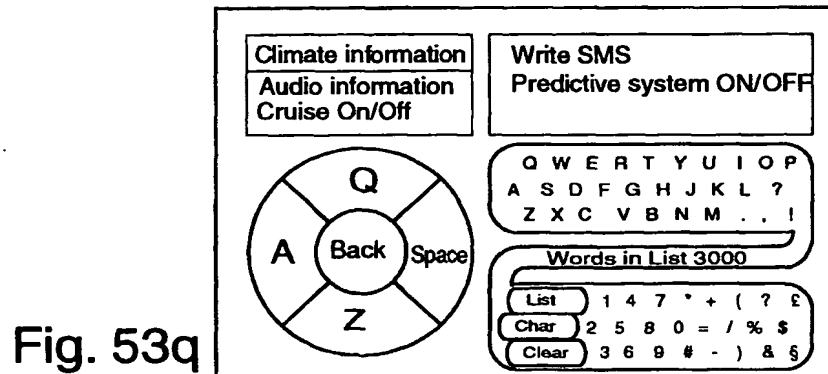 Climate information
Audio information
Cruise On/Off
Write SMS
Predictive system ON/OFF
Q
A
Back
Space
Z
Q W E R T Y U I O P
A S D F G H J K L ?
Z X C V B N M . , !
Words in List 3000
List 1 4 7 * + ( ? £
Char 2 5 8 0 = / % $
Clear 3 6 9 # - ) & §
Fig. 53q